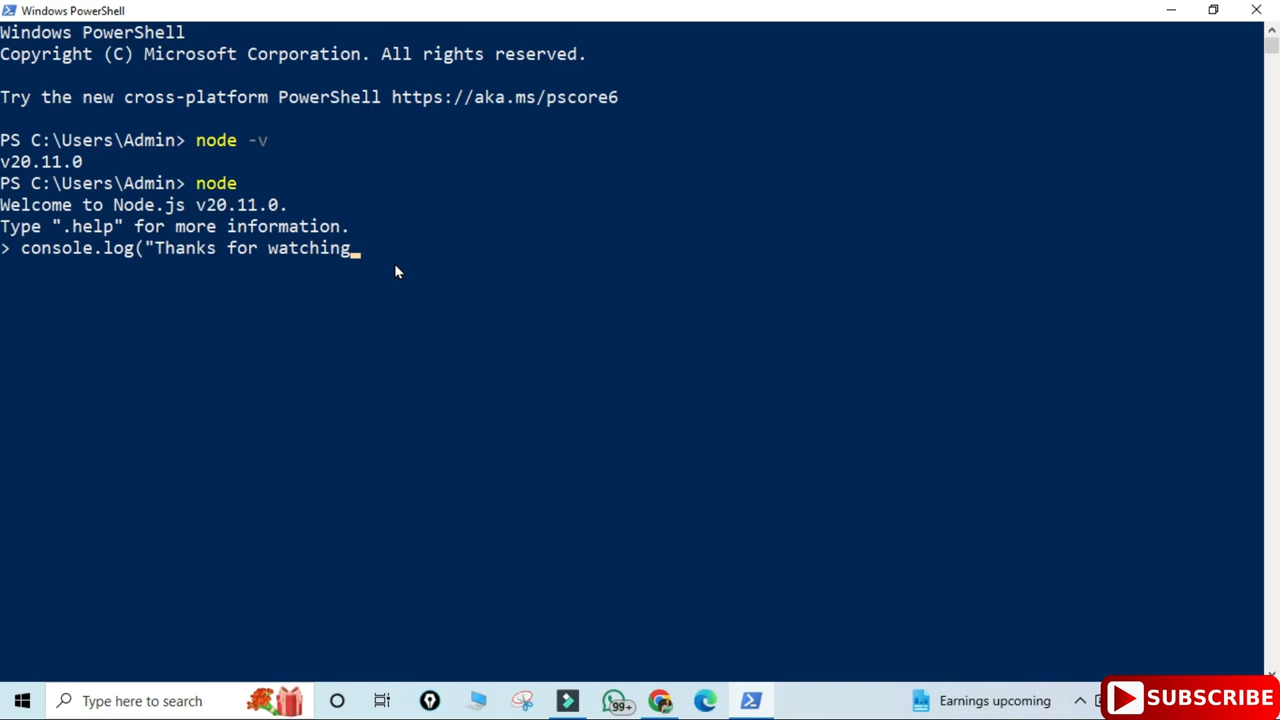 Windows PowerShell
Windows PowerShell
Copyright (C) Microsoft Corporation. All rights reserved.
Try the new cross-platform PowerShell https://aka.ms/pscore6
PS C:\Users\Admin> node -v
v20.11.0
PS C:\Users\Admin> node
Welcome to Node.js v20.11.0.
Type ".help" for more information.
> console.log("Thanks for watching_
Type here to search
99+
Earnings upcoming
SUBSCRIBE